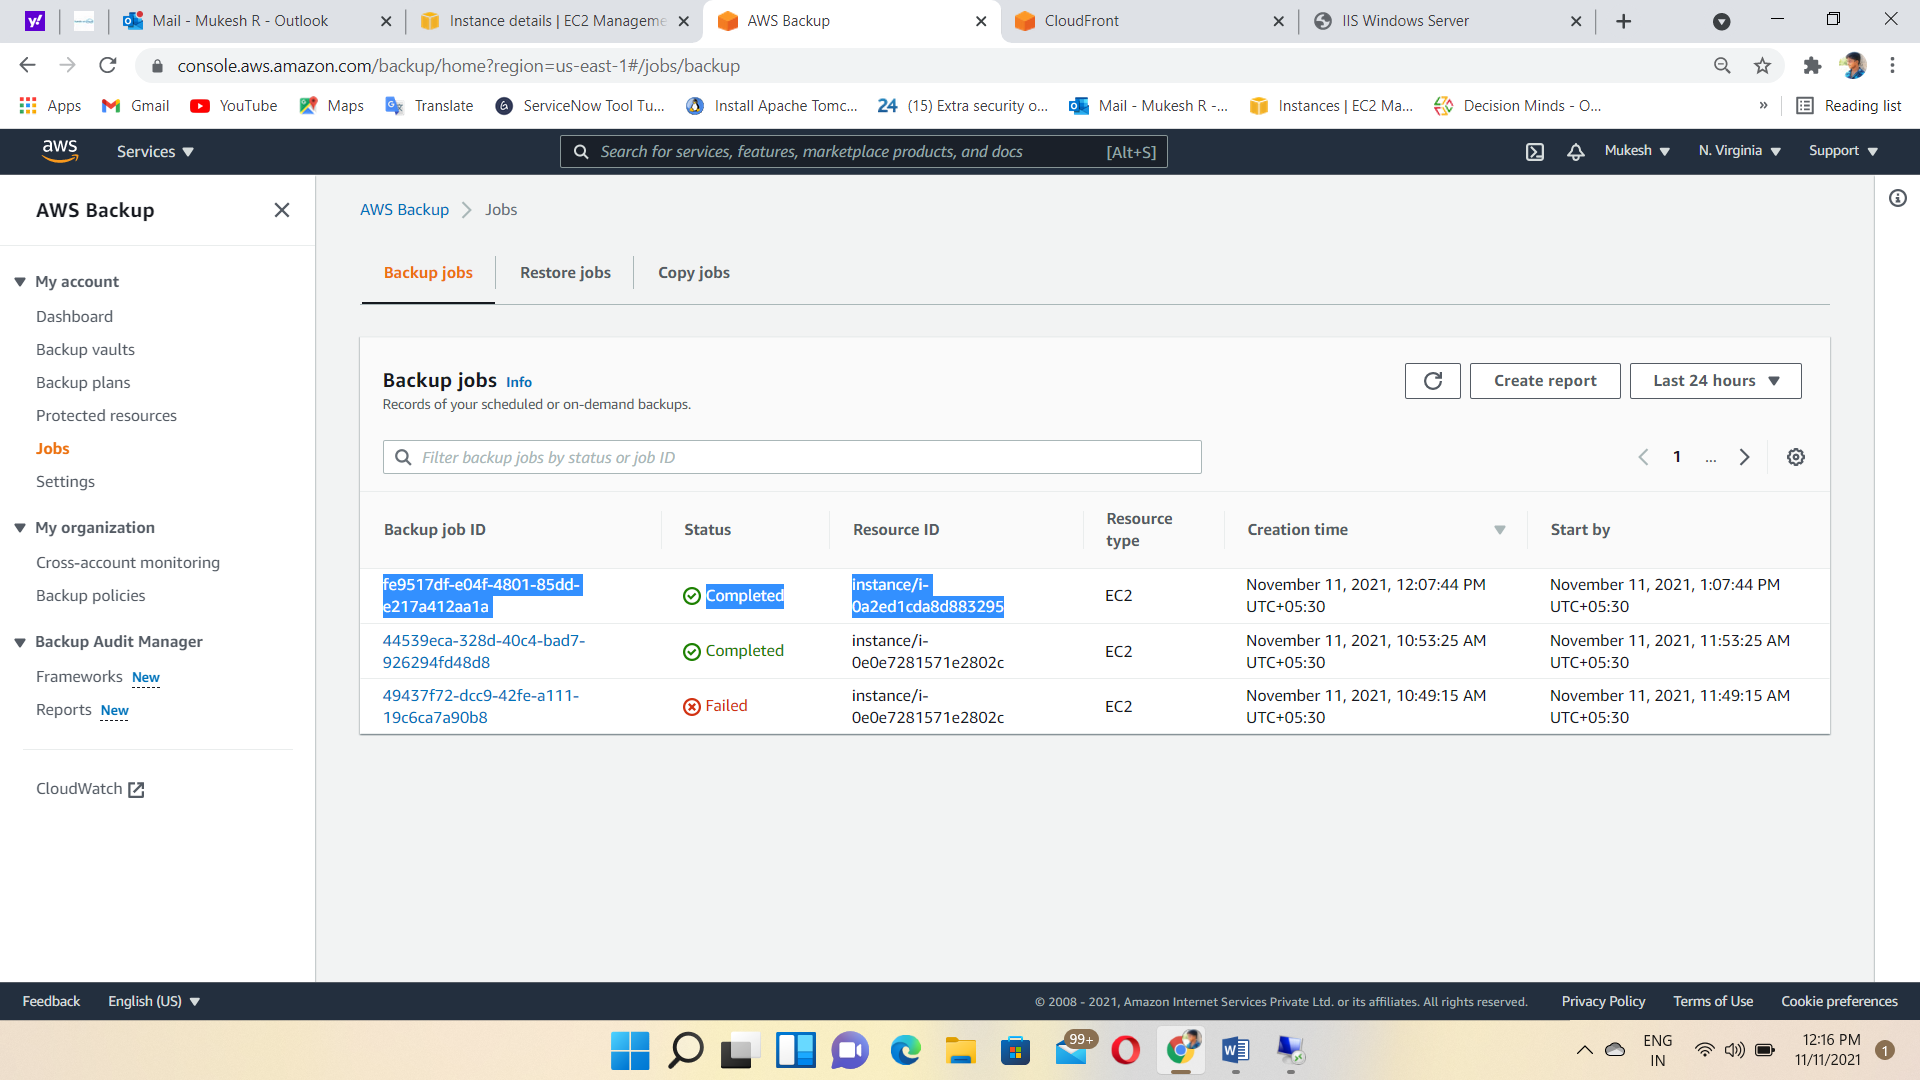 Mail - Mukesh R - Outlook
Instance details | EC2 Manageme
AWS Backup
CloudFront
IIS Windows Server
console.aws.amazon.com/backup/home?region=us-east-1#/jobs/backup
Apps
Gmail
YouTube
Maps
Translate
ServiceNow Tool Tu...
Install Apache Tomc...
24 (15) Extra security o...
Mail - Mukesh R -...
Instances | EC2 Ma...
Decision Minds - O...
»
Reading list
aws
Services
Search for services, features, marketplace products, and docs [Alt+S]
Mukesh
N. Virginia
Support
AWS Backup
My account
Dashboard
Backup vaults
Backup plans
Protected resources
Jobs
Settings
My organization
Cross-account monitoring
Backup policies
Backup Audit Manager
Frameworks New
Reports New
CloudWatch
AWS Backup > Jobs
Backup jobs
Restore jobs
Copy jobs
Backup jobs Info
Records of your scheduled or on-demand backups.
Create report
Last 24 hours
Filter backup jobs by status or job ID
1 ...
Backup job ID
Status
Resource ID
Resource
type
Creation time
Start by
fe9517df-e04f-4801-85dd-
e217a412aa1a
Completed
instance/i-
0a2ed1cda8d883295
EC2
November 11, 2021, 12:07:44 PM
UTC+05:30
November 11, 2021, 1:07:44 PM
UTC+05:30
44539eca-328d-40c4-bad7-
926294fd48d8
Completed
instance/i-
0e0e7281571e2802c
EC2
November 11, 2021, 10:53:25 AM
UTC+05:30
November 11, 2021, 11:53:25 AM
UTC+05:30
49437f72-dcc9-42fe-a111-
19c6ca7a90b8
Failed
instance/i-
0e0e7281571e2802c
EC2
November 11, 2021, 10:49:15 AM
UTC+05:30
November 11, 2021, 11:49:15 AM
UTC+05:30
Feedback
English (US)
© 2008 - 2021, Amazon Internet Services Private Ltd. or its affiliates. All rights reserved.
Privacy Policy
Terms of Use
Cookie preferences
99+
ENG
IN
12:16 PM
11/11/2021
1